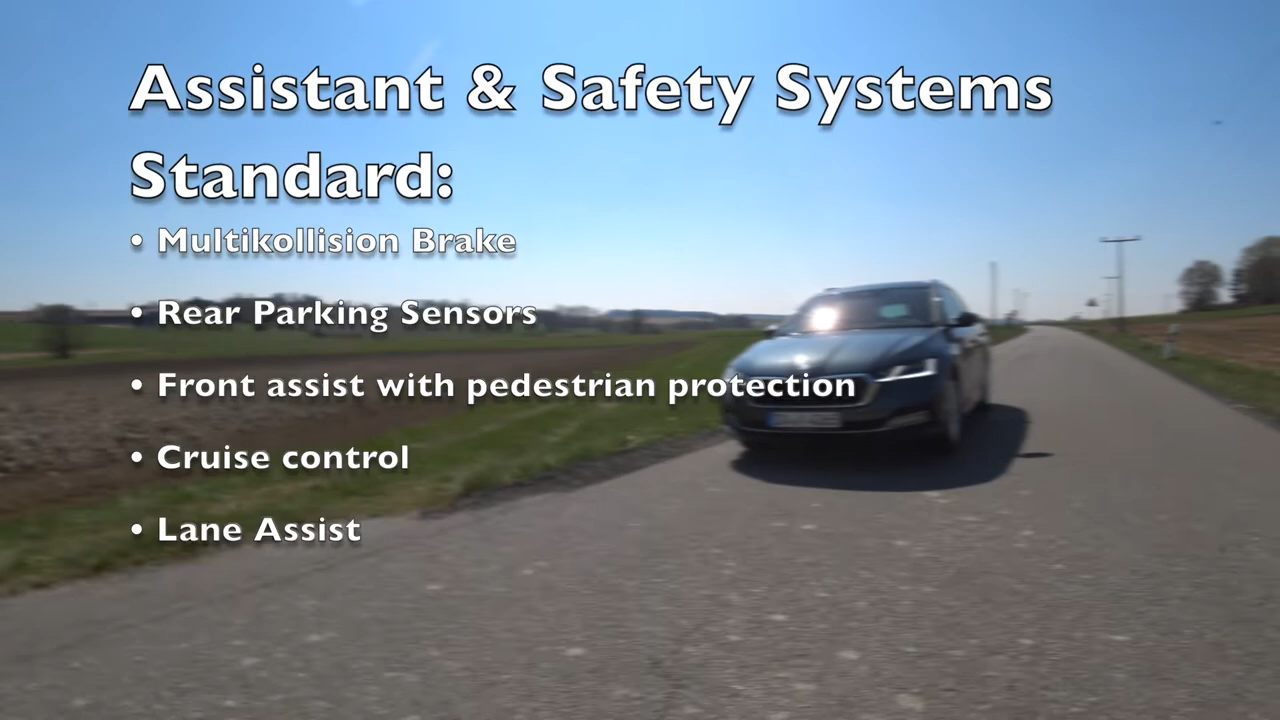 Assistant & Safety Systems
Standard:
• Multikollision Brake
• Rear Parking Sensors
• Front assist with pedestrian protection
• Cruise control
• Lane Assist